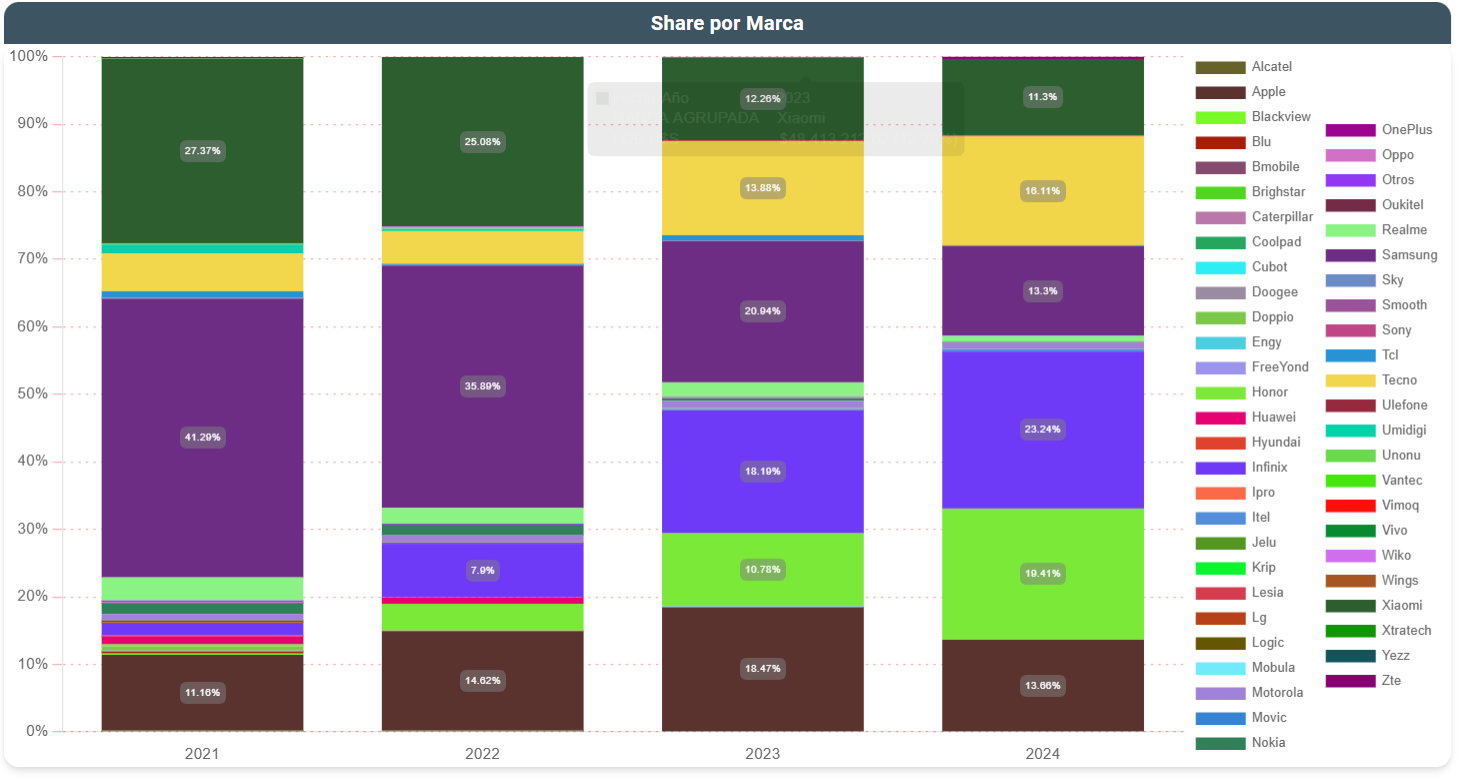 Share por Marca
100%
90%
80%
70%
60%
50%
40%
30%
20%
10%
0%
27.37%
41.29%
11.16%
25.08%
35.89%
7.9%
14.62%
12.26%
13.88%
20.94%
18.19%
10.78%
18.47%
11.3%
16.11%
13.3%
23.24%
19.41%
13.66%
Año
023
A AGRUPADA Xiaomi
2021
2022
2023
2024
Alcatel
Apple
Blackview
Blu
Bmobile
Brighstar
Caterpillar
Coolpad
Cubot
Doogee
Doppio
Engy
FreeYond
Honor
Huawei
Hyundai
Infinix
Ipro
Itel
Jelu
Krip
Lesia
Lg
Logic
Mobula
Motorola
Movic
Nokia
OnePlus
Oppo
Otros
Oukitel
Realme
Samsung
Sky
Smooth
Sony
Tcl
Tecno
Ulefone
Umidigi
Unonu
Vantec
Vimoq
Vivo
Wiko
Wings
Xiaomi
Xtratech
Yezz
Zte